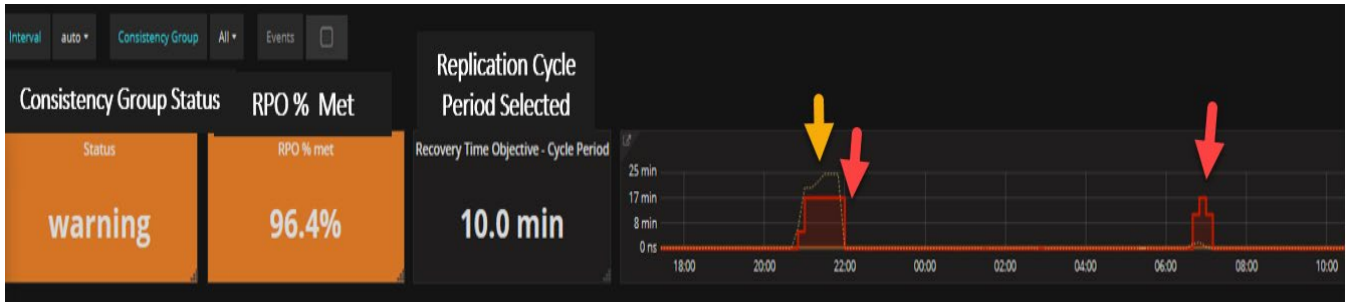 Interval auto Consistency Group All Events
Consistency Group Status
RPO % Met
Replication Cycle
Period Selected
Status
warning
RPO % met
96.4%
Recovery Time Objective - Cycle Period
10.0 min
25 min
17 min
8 min
0 ns
18:00 20:00 22:00 00:00 02:00 04:00 06:00 08:00 10:00